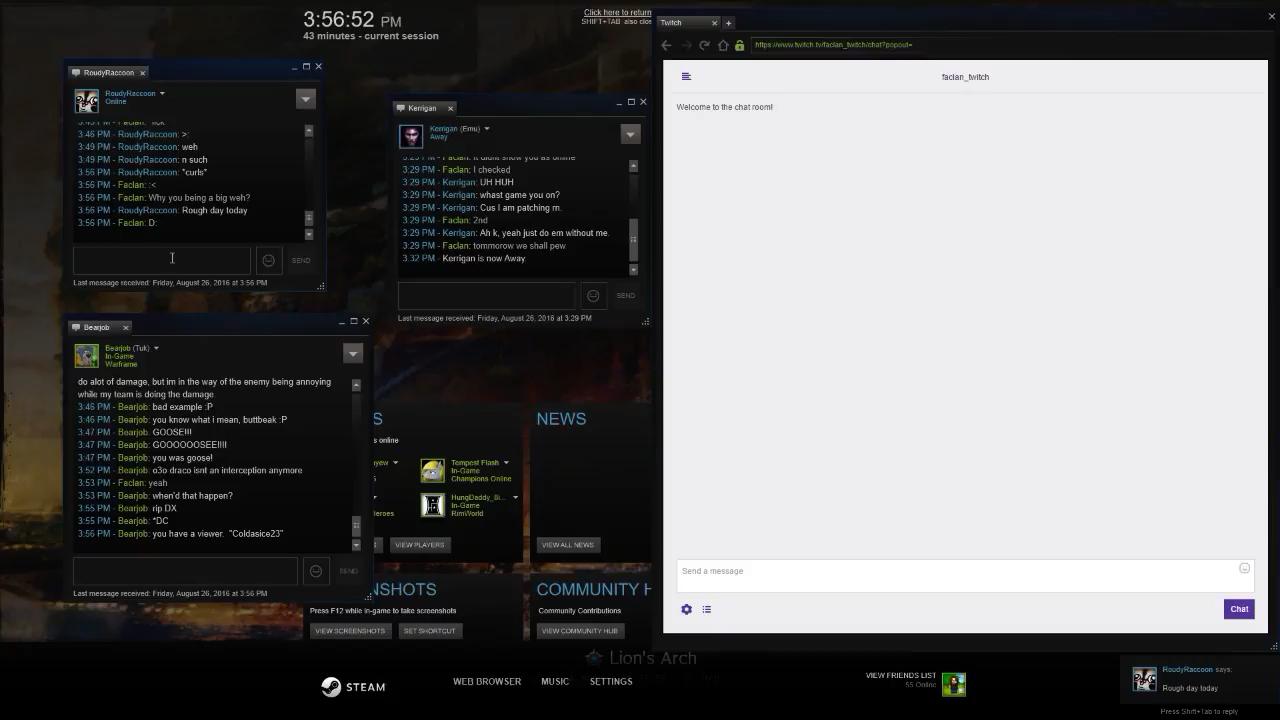 3:56:52 PM
43 minutes - current session
Click here to return
SHIFT+TAB also clos
RoudyRaccoon
RoudyRaccoon
Online
3:46 PM - RoudyRaccoon: >:
3:49 PM - RoudyRaccoon: weh
3:49 PM - RoudyRaccoon: n such
3:56 PM - RoudyRaccoon: *curls*
3:56 PM - Faclan: :<
3:56 PM - Faclan: Why you being a big weh?
3:56 PM - RoudyRaccoon: Rough day today
3:56 PM - Faclan: D:
SEND
Last message received: Friday, August 26, 2016 at 3:56 PM
Kerrigan
Kerrigan (Emu)
Away
3:29 PM - Faclan: It didnt show you as online
3:29 PM - Faclan: I checked
3:29 PM - Kerrigan: UH HUH
3:29 PM - Kerrigan: whast game you on?
3:29 PM - Kerrigan: Cus I am patching rn.
3:29 PM - Faclan: 2nd
3:29 PM - Kerrigan: Ah k, yeah just do em without me.
3:29 PM - Faclan: tommorow we shall pew
3:32 PM - Kerrigan is now Away.
SEND
Last message received: Friday, August 26, 2016 at 3:29 PM
Bearjob
Bearjob (Tuk)
In-Game
Warframe
do alot of damage, but im in the way of the enemy being annoying
while my team is doing the damage
3:46 PM - Bearjob: bad example :P
3:46 PM - Bearjob: you know what i mean, buttbeak :P
3:47 PM - Bearjob: GOOSE!!!
3:47 PM - Bearjob: GOOOOOOSEE!!!!
3:47 PM - Bearjob: you was goose!
3:52 PM - Bearjob: o3o draco isnt an interception anymore
3:53 PM - Faclan: yeah
3:53 PM - Bearjob: when'd that happen?
3:55 PM - Bearjob: rip DX
3:55 PM - Bearjob: *DC
3:56 PM - Bearjob: you have a viewer. "Coldasice23"
SEND
Last message received: Friday, August 26, 2016 at 3:56 PM
S
s online
yew
Tempest Flash
In-Game
Champions Online
HungDaddy_Bi...
In-Game
RimWorld
eroes
VIEW PLAYERS
NEWS
VIEW ALL NEWS
NSHOTS
Press F12 while in-game to take screenshots
VIEW SCREENSHOTS
SET SHORTCUT
COMMUNITY H
Community Contributions
VIEW COMMUNITY HUB
Lion's Arch
Twitch
https://www.twitch.tv/faclan_twitch/chat?popout=
faclan_twitch
Welcome to the chat room!
Send a message
Chat
STEAM
WEB BROWSER
MUSIC
SETTINGS
VIEW FRIENDS LIST
55 Online
RoudyRaccoon says:
Rough day today
Press Shift+Tab to reply